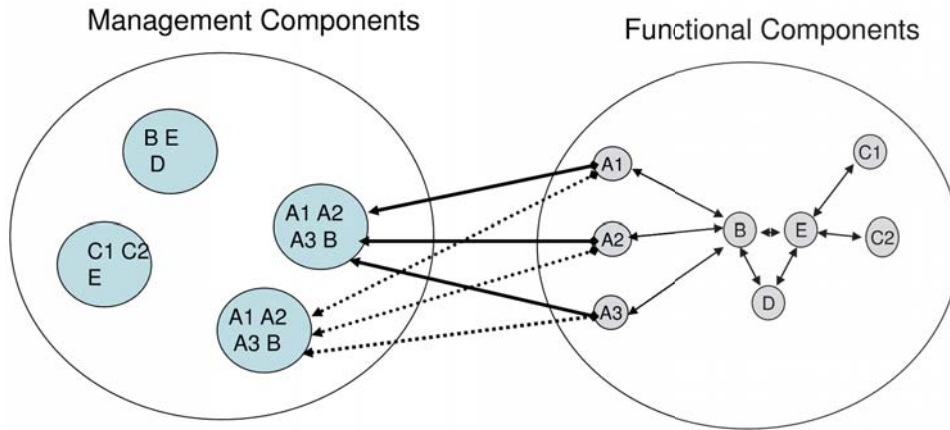 Management Components
Functional Components
B E
D
C1 C2
E
A1 A2
A3 B
A1 A2
A3 B
A1
A2
A3
B
E
D
C1
C2